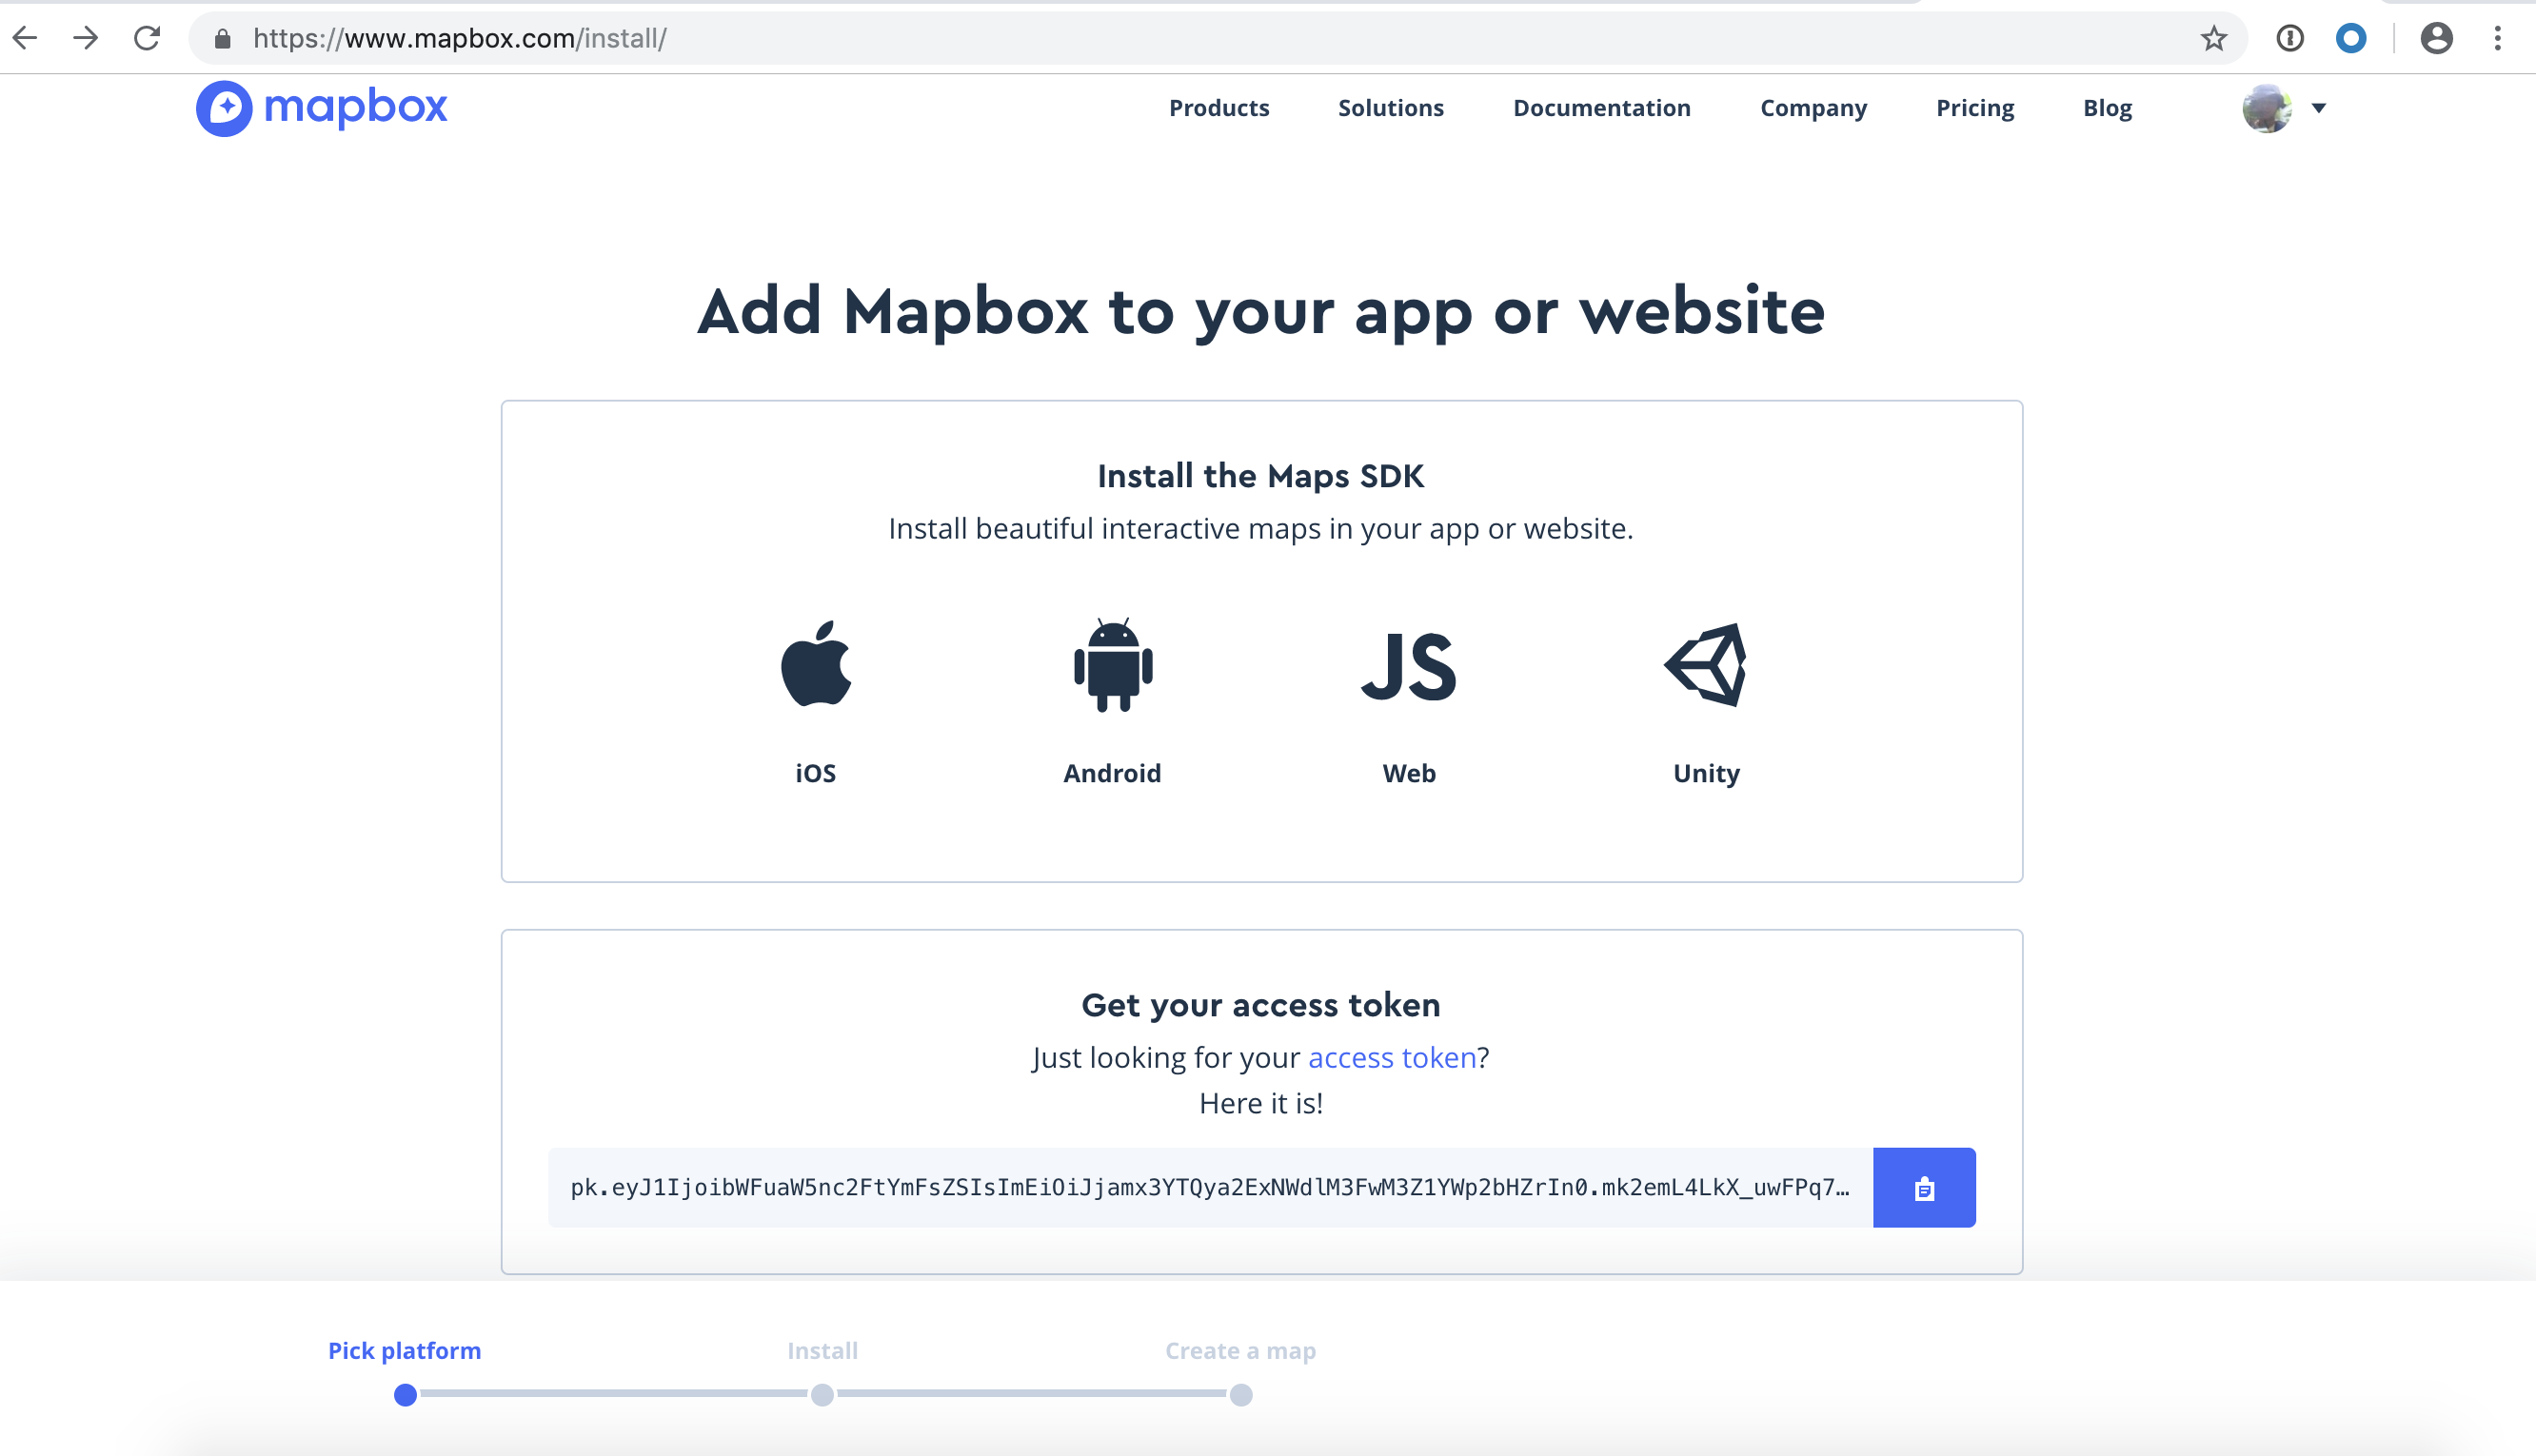 https://www.mapbox.com/install/
mapbox
Products Solutions Documentation Company Pricing Blog
Add Mapbox to your app or website
Install the Maps SDK
Install beautiful interactive maps in your app or website.
JS
iOS Android Web Unity
Get your access token
Just looking for your access token?
Here it is!
pk.eyJ1IjoibWFuaW5nc2FtYmFsZSIsImEiOiJjamx3YTQya2ExNWdlM3FwM3Z1YWp2bHZrIn0.mk2emL4LkX_uwFPq7…
Pick platform Install Create a map